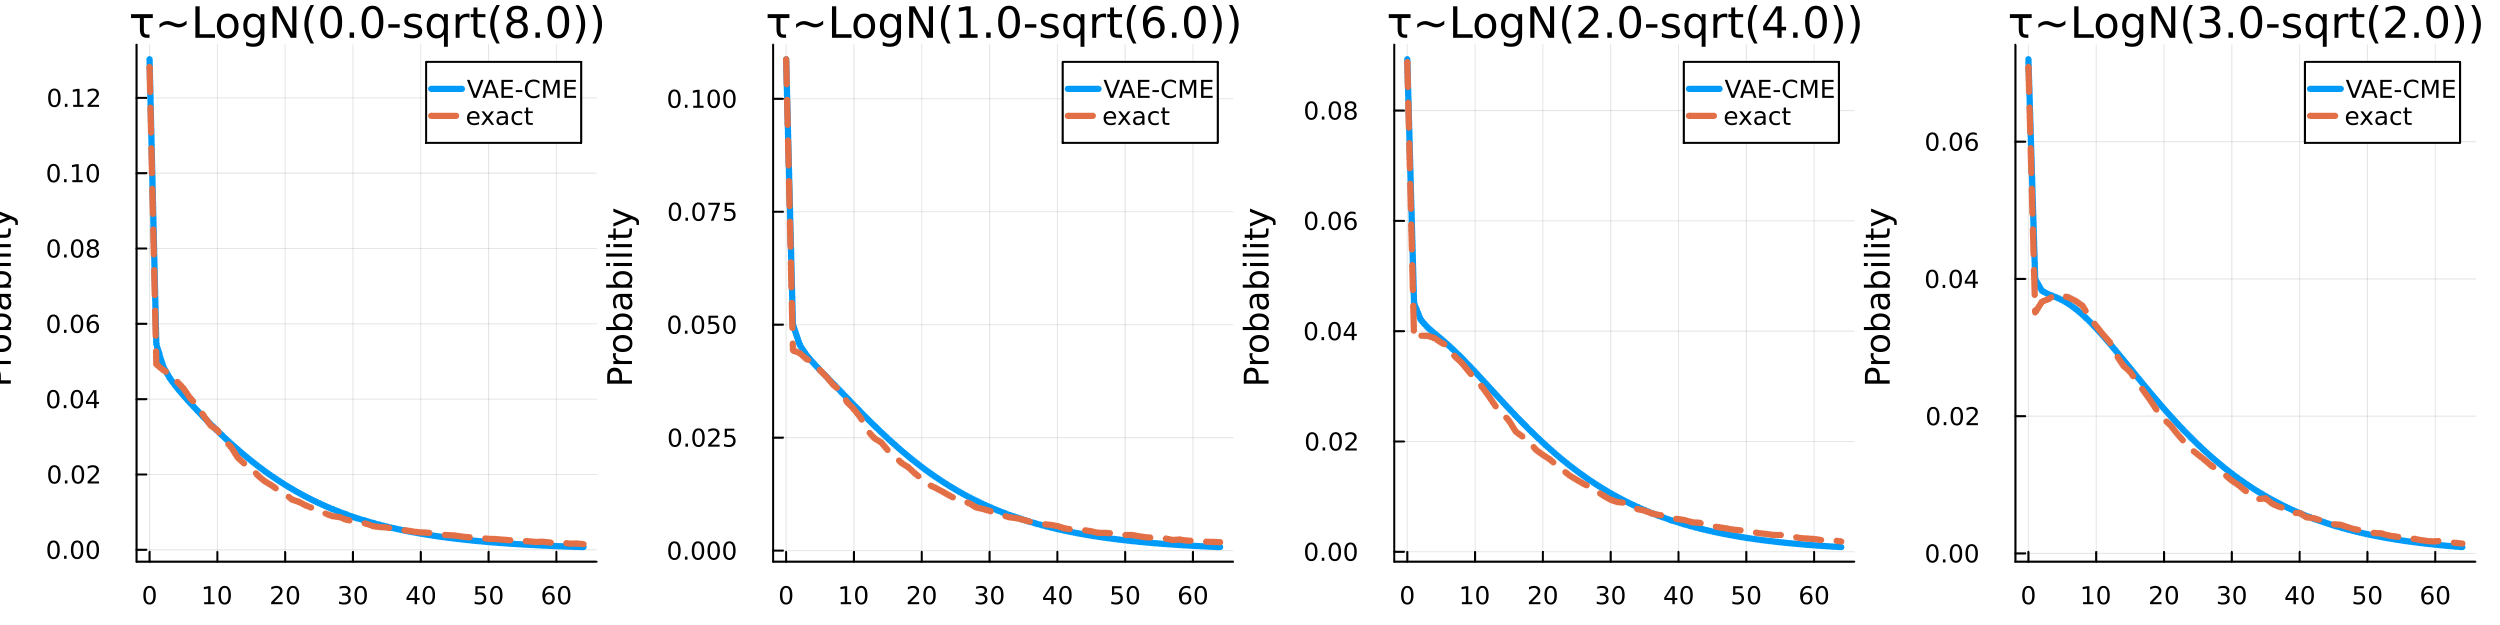 τ~LogN(0.0-sqrt(8.0))
Probability
0.12
0.10
0.08
0.06
0.04
0.02
0.00
0 10 20 30 40 50 60
VAE-CME
exact
τ~LogN(1.0-sqrt(6.0))
Probability
0.100
0.075
0.050
0.025
0.000
0 10 20 30 40 50 60
VAE-CME
exact
τ~LogN(2.0-sqrt(4.0))
Probability
0.08
0.06
0.04
0.02
0.00
0 10 20 30 40 50 60
VAE-CME
exact
τ~LogN(3.0-sqrt(2.0))
Probability
0.06
0.04
0.02
0.00
0 10 20 30 40 50 60
VAE-CME
exact